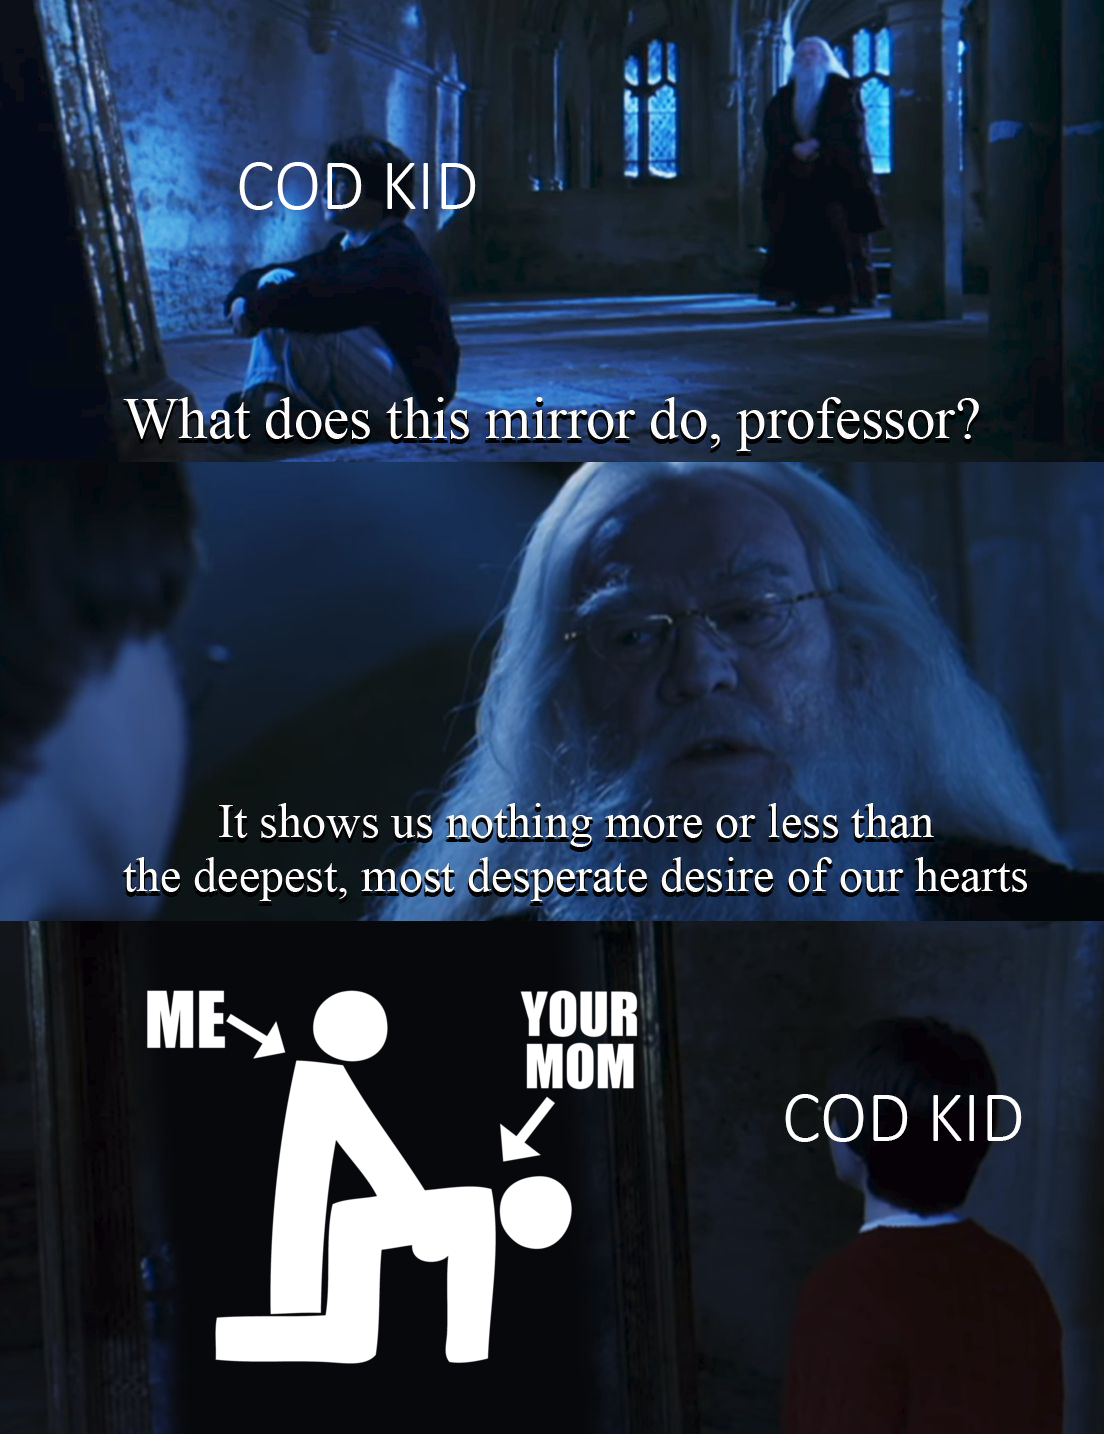 COD KID
What does this mirror do, professor?
It shows us nothing more or less than
the deepest, most desperate desire of our hearts
ME
YOUR
MOM
COD KID